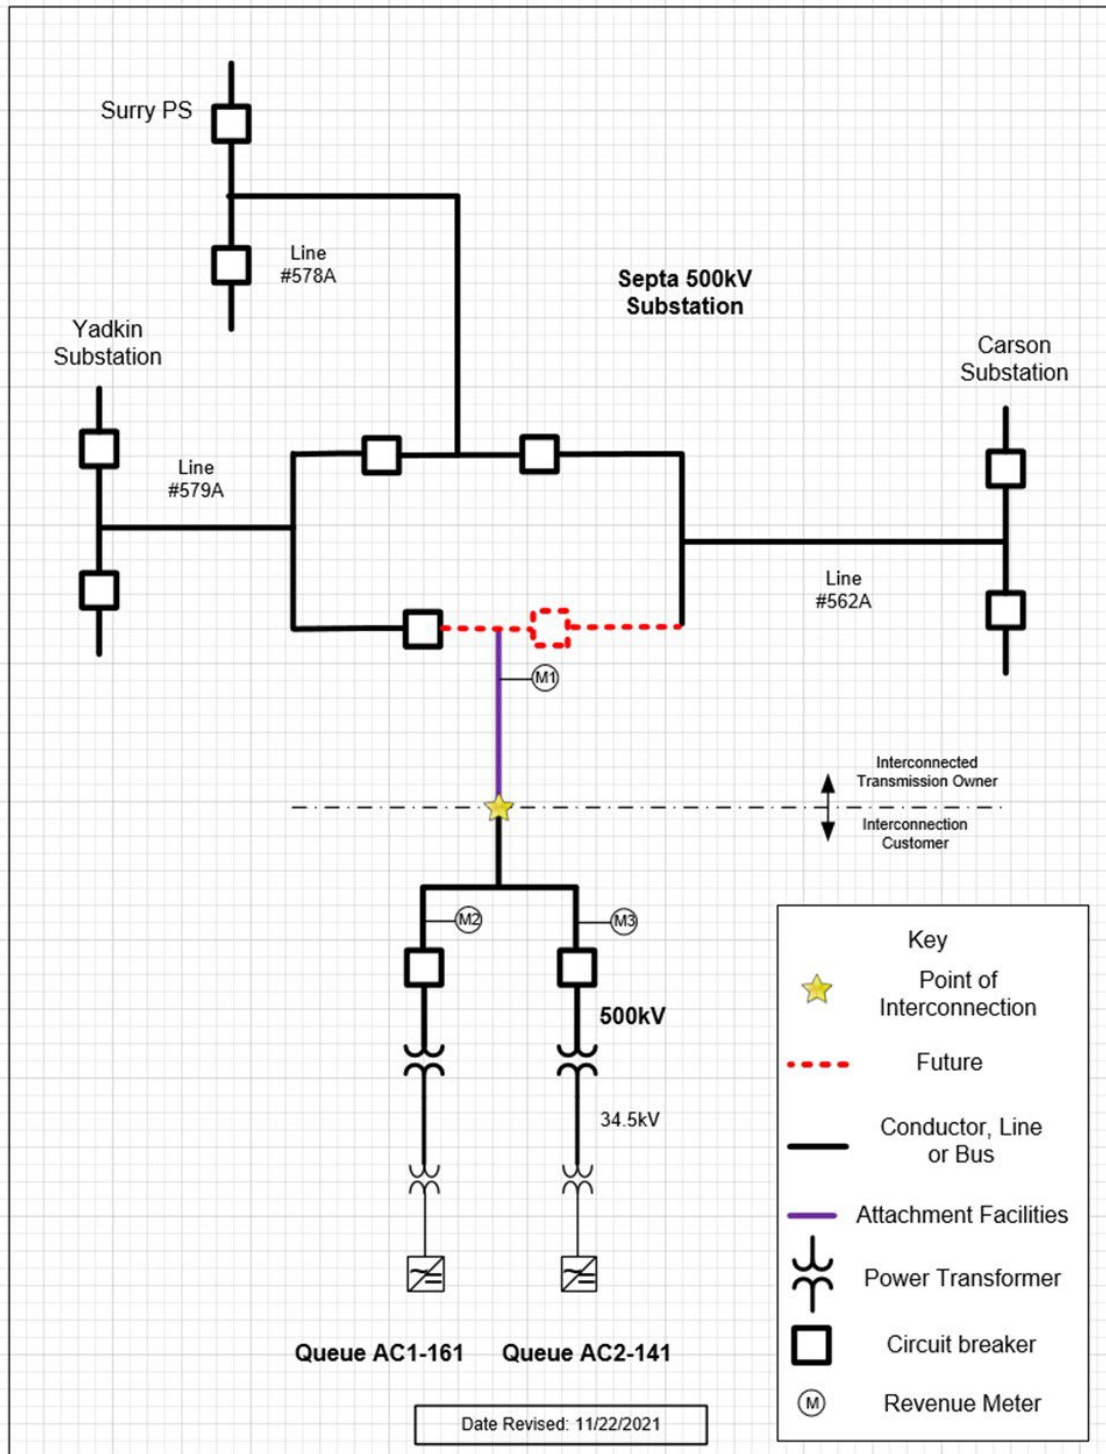 Surry PS
Line
#578A
Septa 500kV
Substation
Yadkin
Substation
Carson
Substation
Line
#579A
Line
#562A
M1
Interconnected
Transmission Owner
Interconnection
Customer
M2
M3
500kV
34.5kV
Queue AC1-161
Queue AC2-141
Date Revised: 11/22/2021
Key
Point of
Interconnection
Future
Conductor, Line
or Bus
Attachment Facilities
Power Transformer
Circuit breaker
M
Revenue Meter